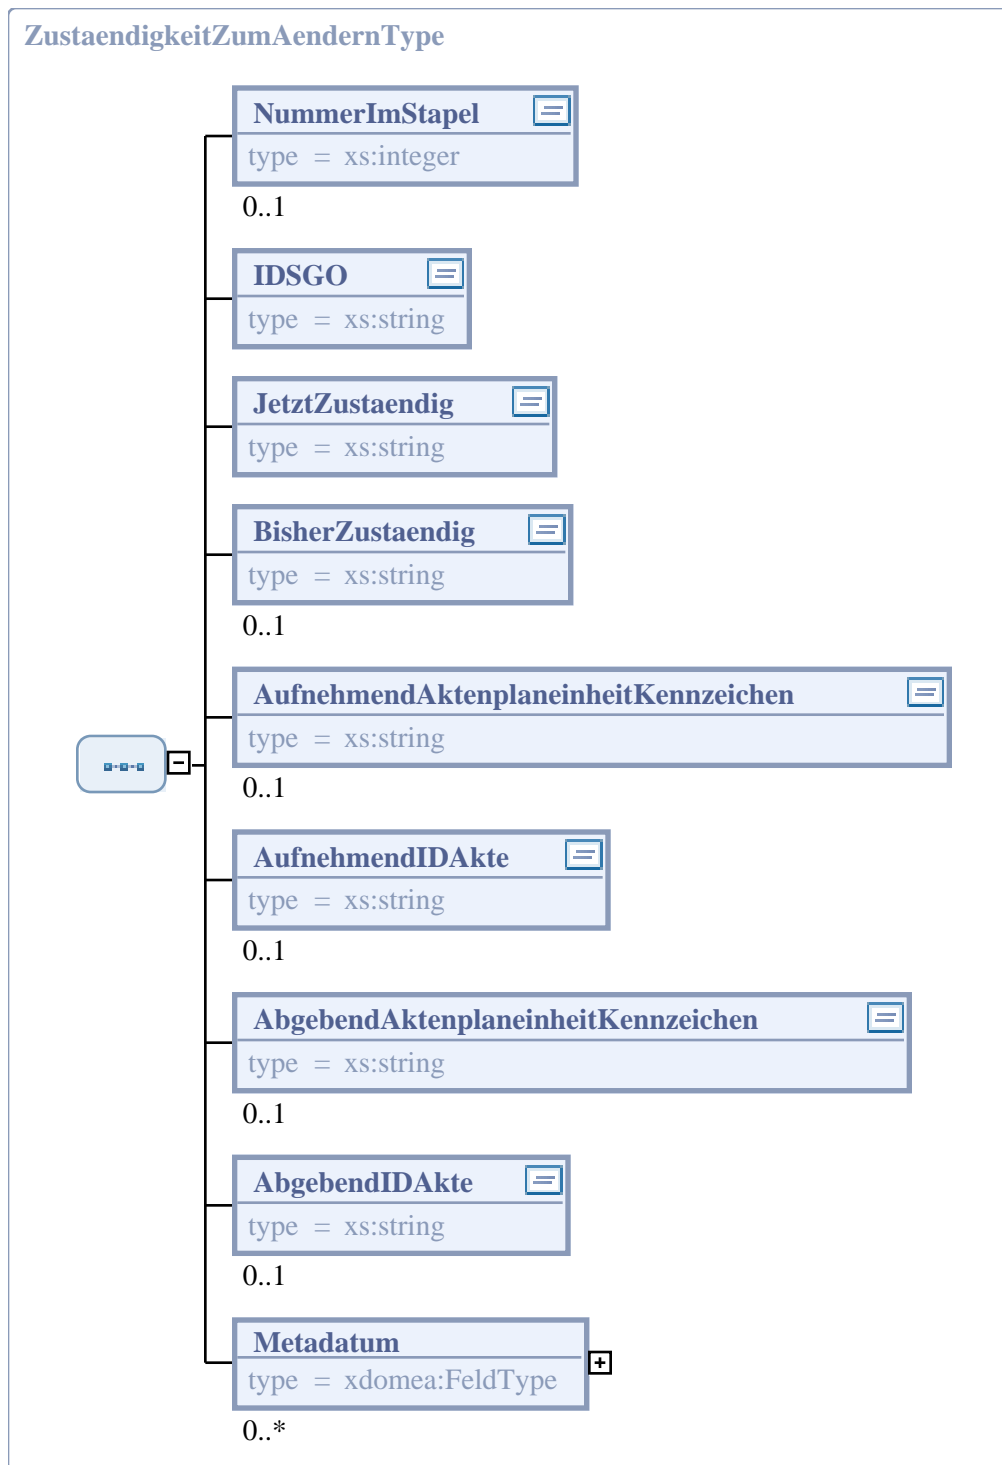 ZustaendigkeitZumAendernType
NummerImStapel
type = xs:integer
0..1
IDSGO
type = xs:string
JetztZustaendig
type = xs:string
BisherZustaendig
type = xs:string
0..1
AufnehmendAktenplaneinheitKennzeichen
type = xs:string
0..1
AufnehmendIDAkte
type = xs:string
0..1
AbgebendAktenplaneinheitKennzeichen
type = xs:string
0..1
AbgebendIDAkte
type = xs:string
0..1
Metadatum
type = xdomea:FeldType
0..*